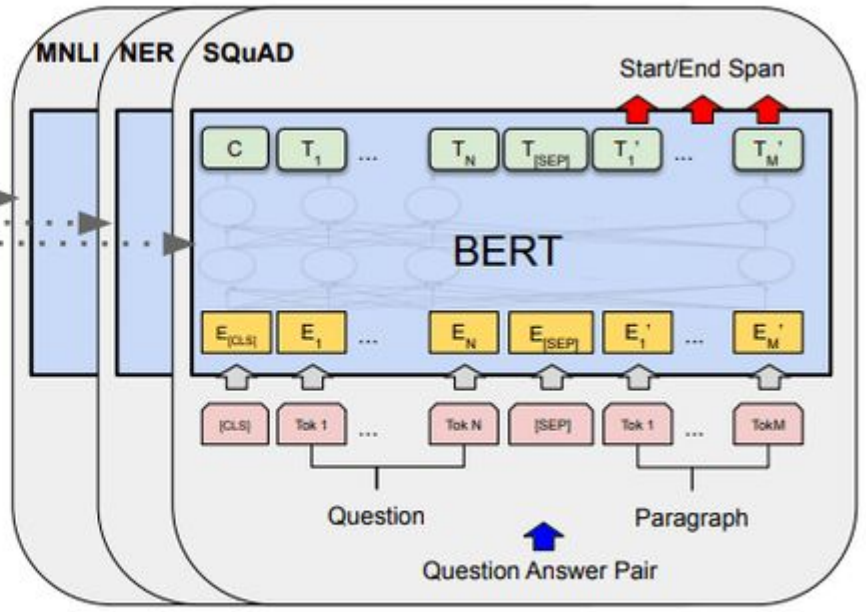 MNLI NER SQuAD
Start/End Span
C T1 ... TN T[SEP] T1' ... TM'
BERT
E[CLS] E1 ... EN E[SEP] E1' ... EM'
[CLS] Tok 1 ... Tok N [SEP] Tok 1 ... TokM
Question Paragraph
Question Answer Pair